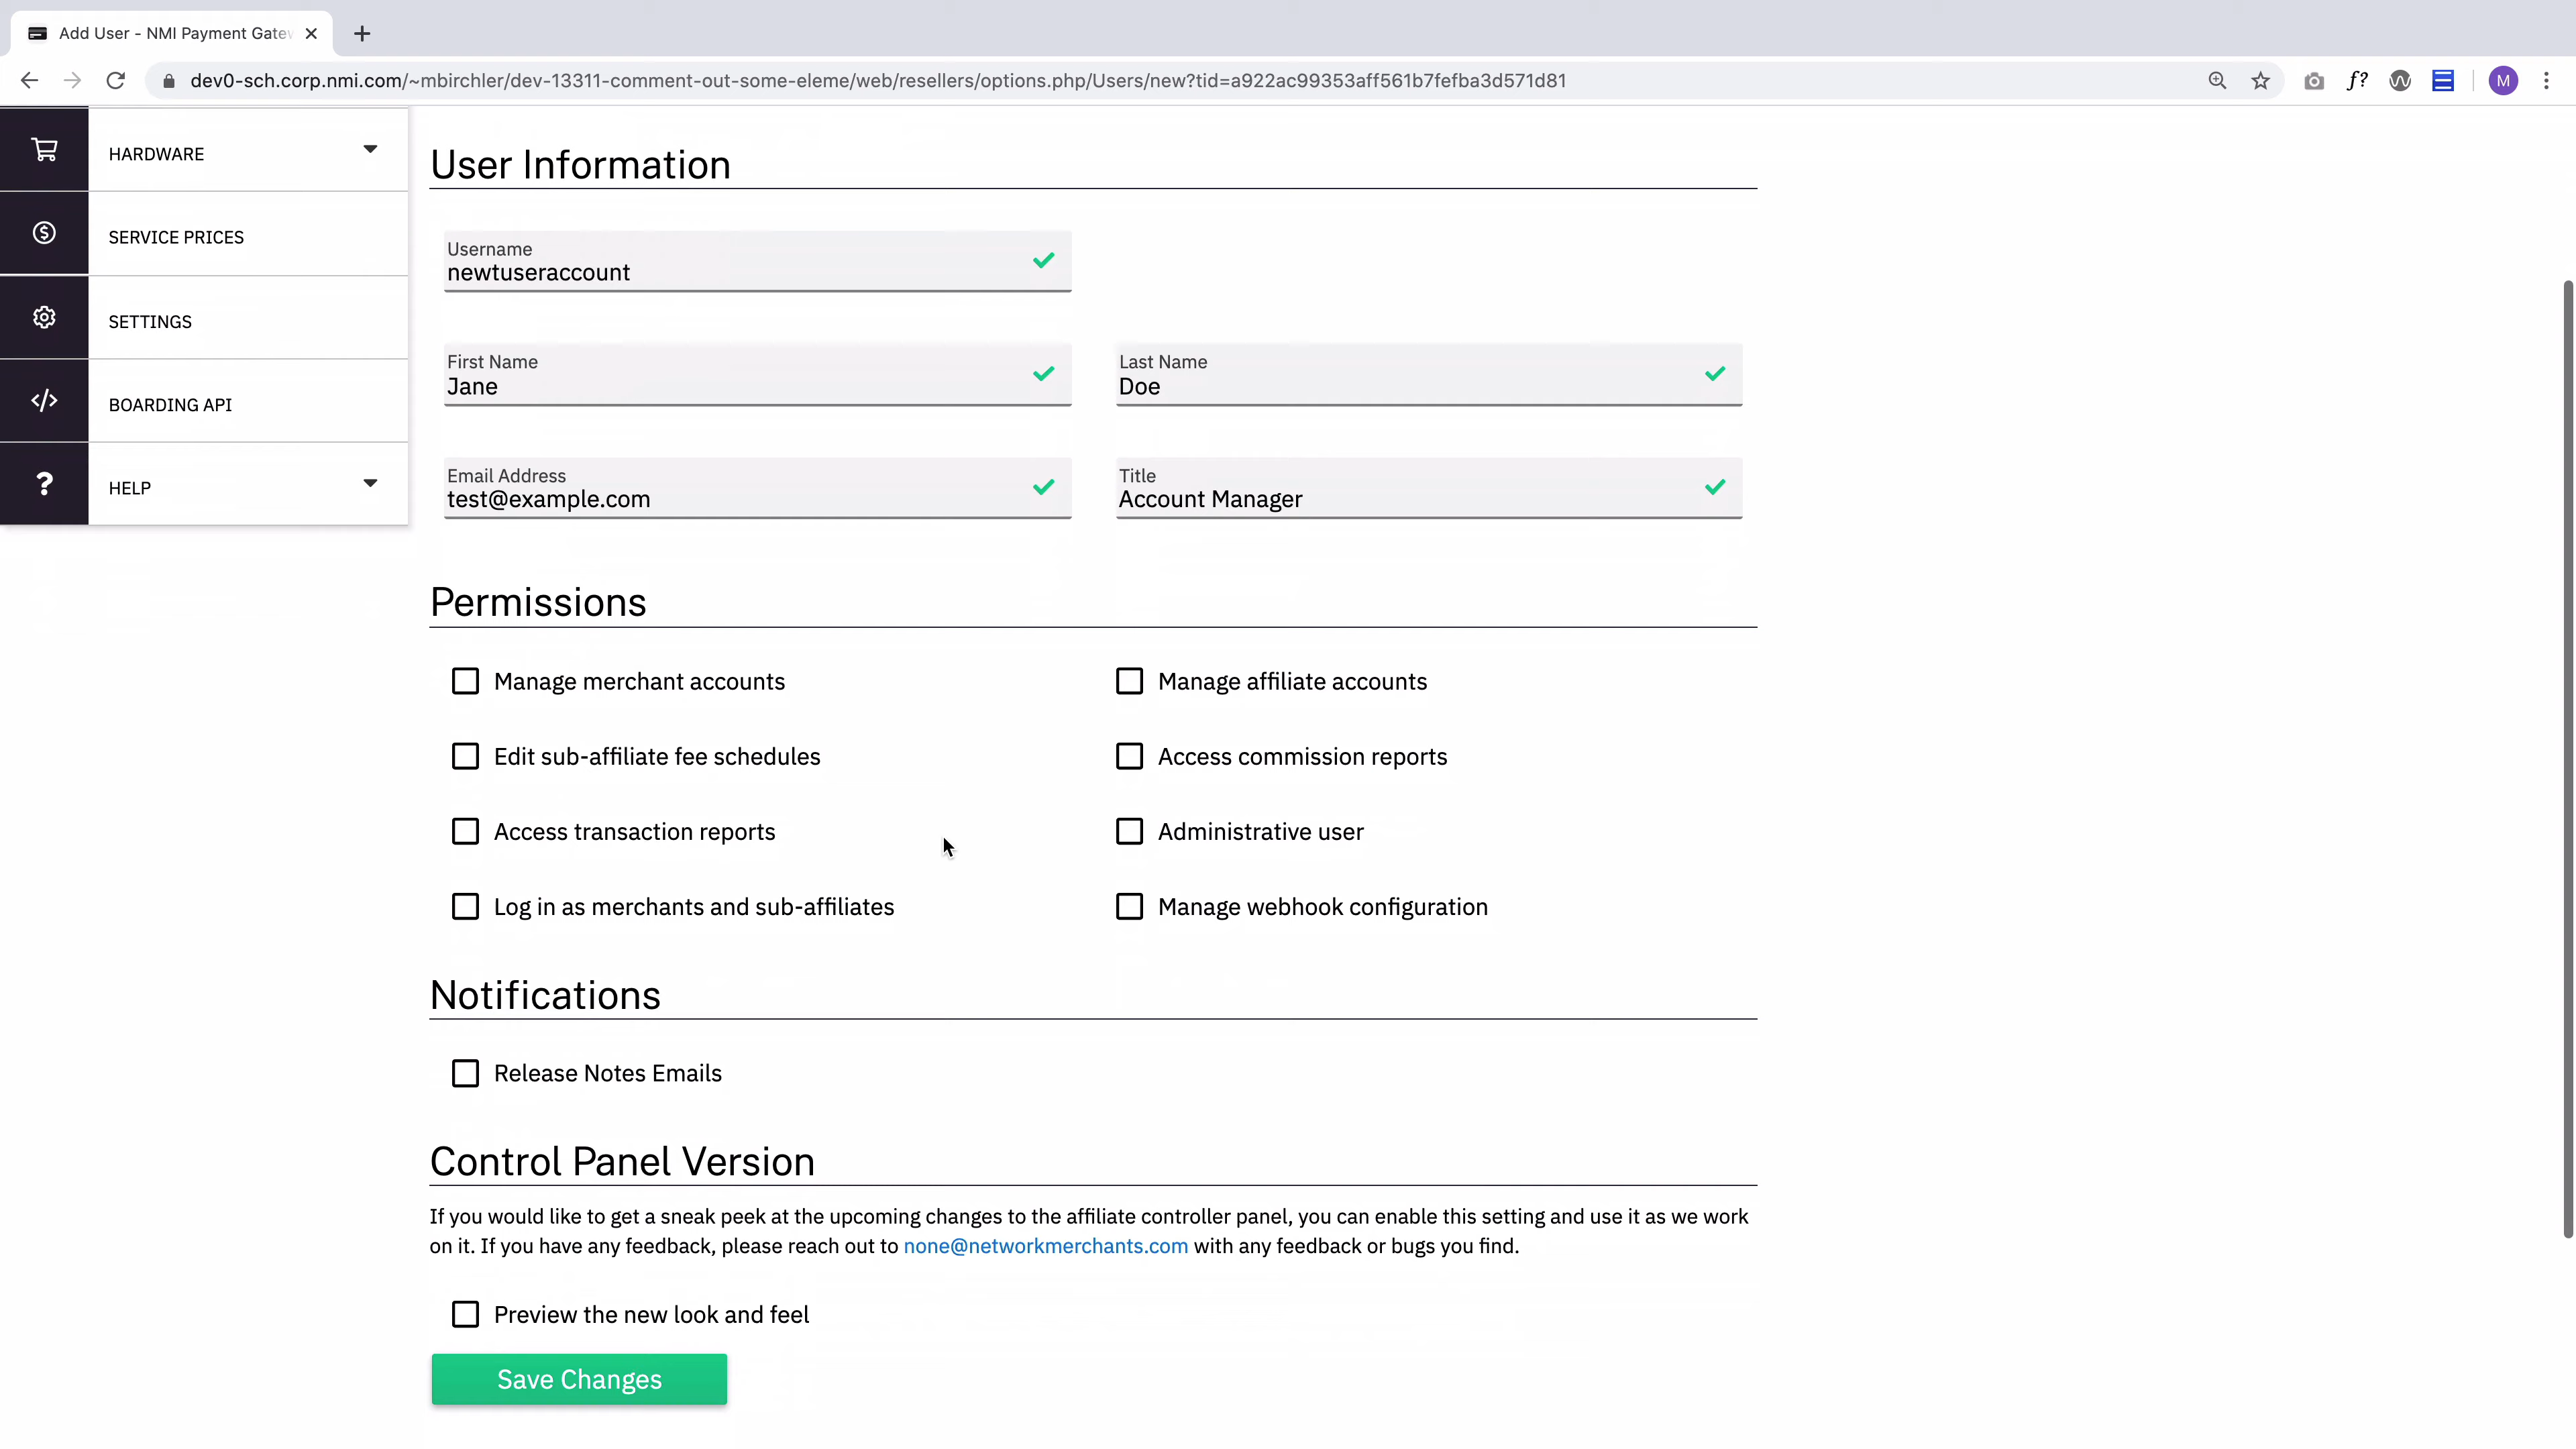 Add User - NMI Payment Gatew
dev0-sch.corp.nmi.com/~mbirchler/dev-13311-comment-out-some-eleme/web/resellers/options.php/Users/new?tid=a922ac99353aff561b7fefba3d571d81
f?
M
HARDWARE
SERVICE PRICES
SETTINGS
BOARDING API
? HELP
User Information
Username
newtuseraccount
First Name
Jane
Last Name
Doe
Email Address
test@example.com
Title
Account Manager
Permissions
Manage merchant accounts
Manage affiliate accounts
Edit sub-affiliate fee schedules
Access commission reports
Access transaction reports
Administrative user
Log in as merchants and sub-affiliates
Manage webhook configuration
Notifications
Release Notes Emails
Control Panel Version
If you would like to get a sneak peek at the upcoming changes to the affiliate controller panel, you can enable this setting and use it as we work
on it. If you have any feedback, please reach out to none@networkmerchants.com with any feedback or bugs you find.
Preview the new look and feel
Save Changes